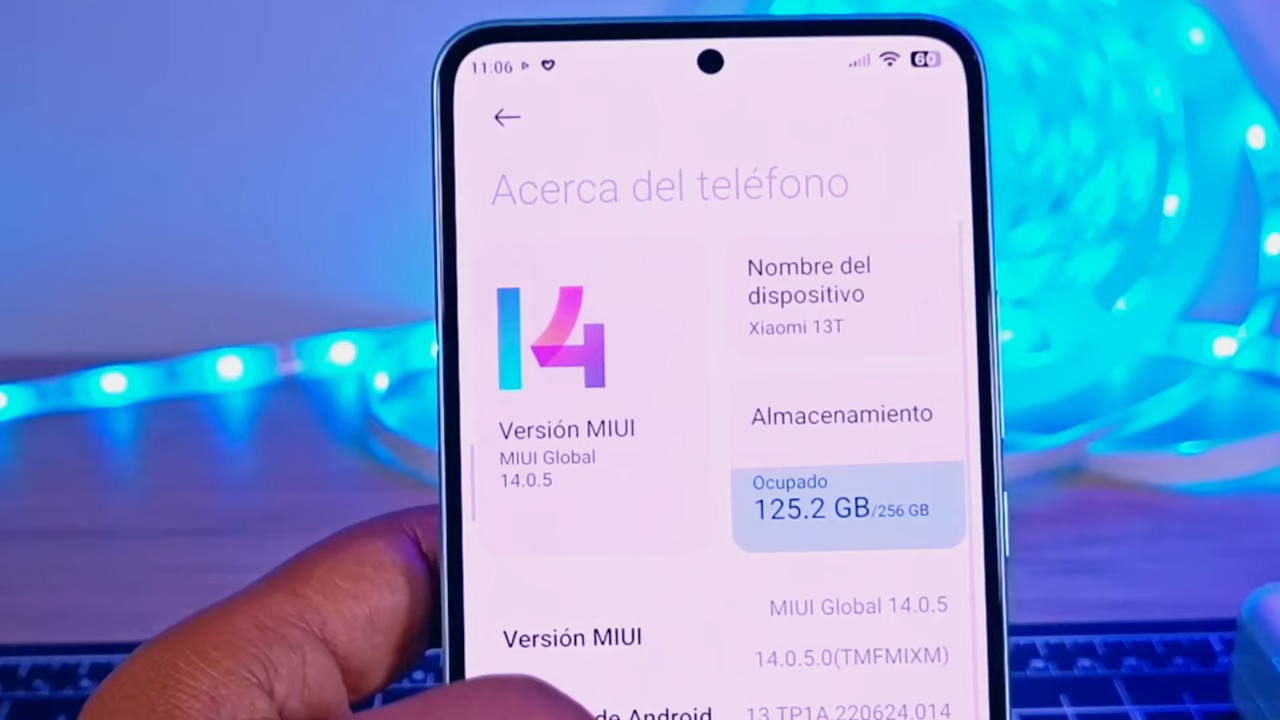 11:06
60
Acerca del teléfono
14
Versión MIUI
MIUI Global
14.0.5
Nombre del
dispositivo
Xiaomi 13T
Almacenamiento
Ocupado
125.2 GB/256 GB
Versión MIUI
MIUI Global 14.0.5
14.0.5.0(TMFMIXM)
de Android
13 TP1A.220624.014